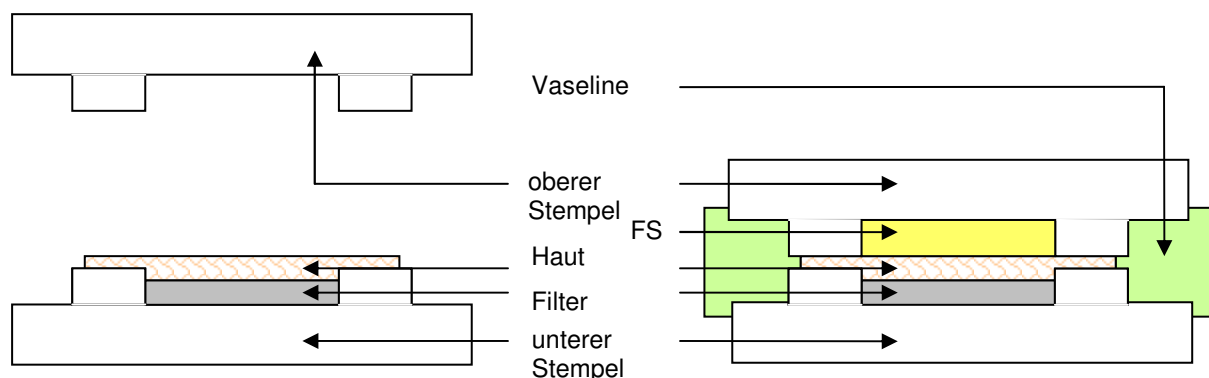 Vaseline
oberer
Stempel
FS
Haut
Filter
unterer
Stempel